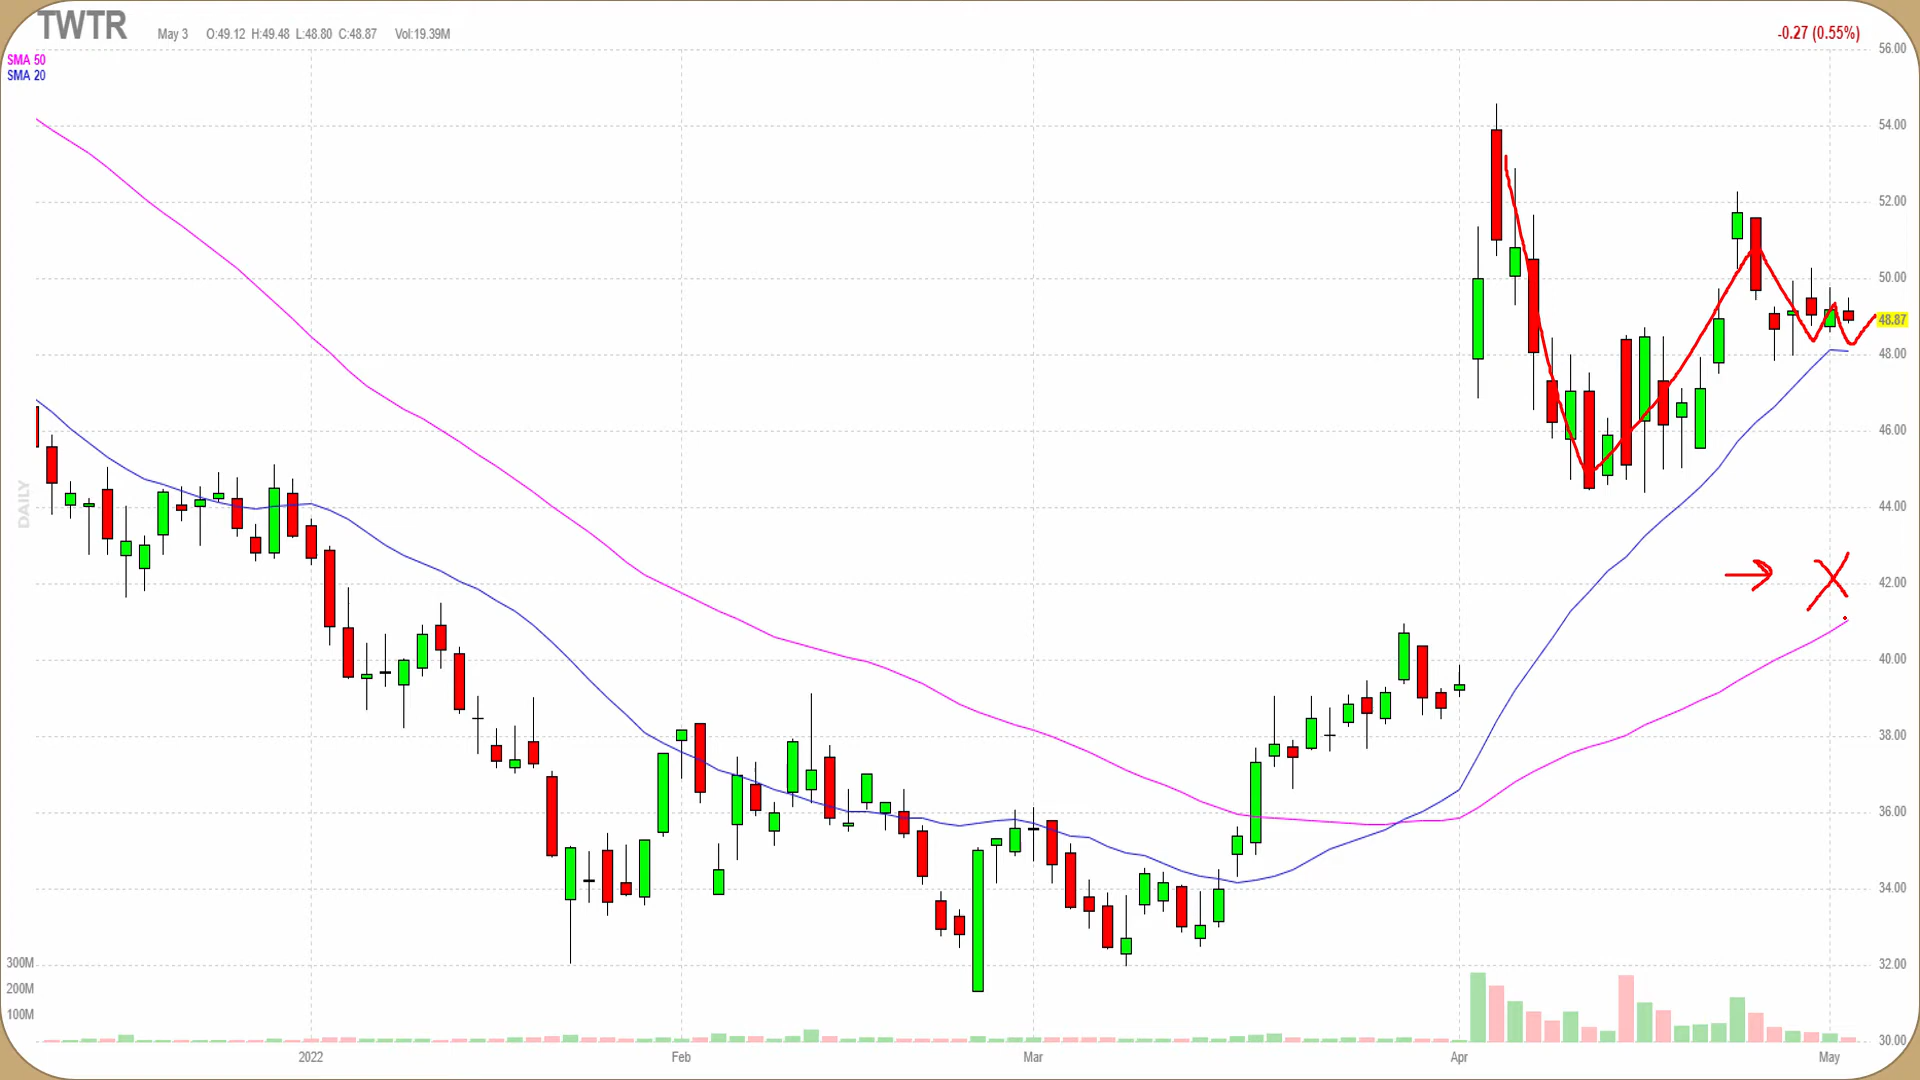 TWTR May 3 O:49.12 H:49.48 L:48.80 C:48.87 Vol:19.39M -0.27 (0.55%)
SMA 50
SMA 20
56.00
54.00
52.00
50.00
48.87
48.00
46.00
44.00
42.00
40.00
38.00
36.00
34.00
32.00
30.00
DAILY
300M
200M
100M
2022 Feb Mar Apr May